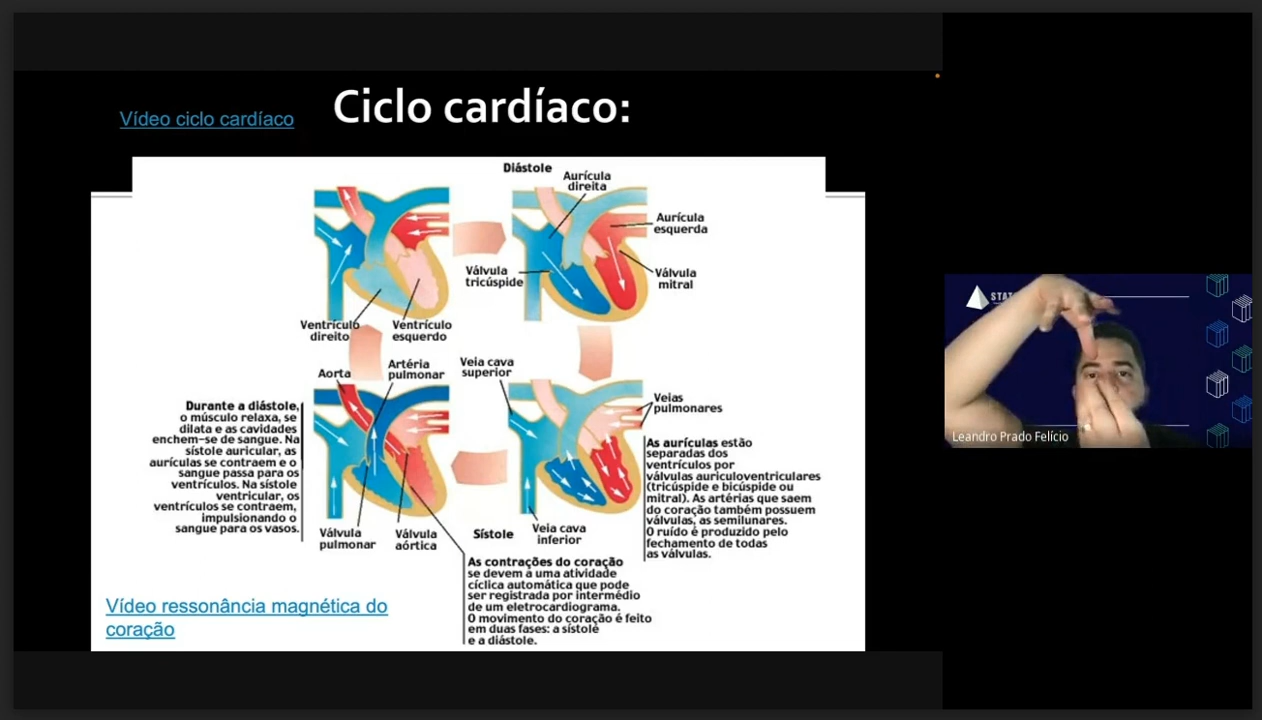 Vídeo ciclo cardíaco
Ciclo cardíaco:
Diástole
Aurícula
direita
Aurícula
esquerda
Válvula
tricúspide
Válvula
mitral
Ventrículo
direito
Ventrículo
esquerdo
Aorta
Artéria
pulmonar
Veia cava
superior
Veias
pulmonares
Durante a diástole,
o músculo relaxa, se
dilata e as cavidades
enchem-se de sangue. Na
sístole auricular, as
aurículas se contraem e o
sangue passa para os
ventrículos. Na sístole
ventricular, os
ventrículos se contraem,
impulsionando o
sangue para os vasos.
As aurículas estão
separadas dos
ventrículos por
válvulas auriculoventriculares
(tricúspide e bicúspide ou
mitral). As artérias que saem
do coração também possuem
válvulas, as semilunares.
O ruído é produzido pelo
fechamento de todas
as válvulas.
Válvula
pulmonar
Válvula
aórtica
Sístole
Veia cava
inferior
As contrações do coração
se devem a uma atividade
cíclica automática que pode
ser registrada por intermédio
de um eletrocardiograma.
O movimento do coração é feito
em duas fases: a sístole
e a diástole.
Vídeo ressonância magnética do
coração
Leandro Prado Felício